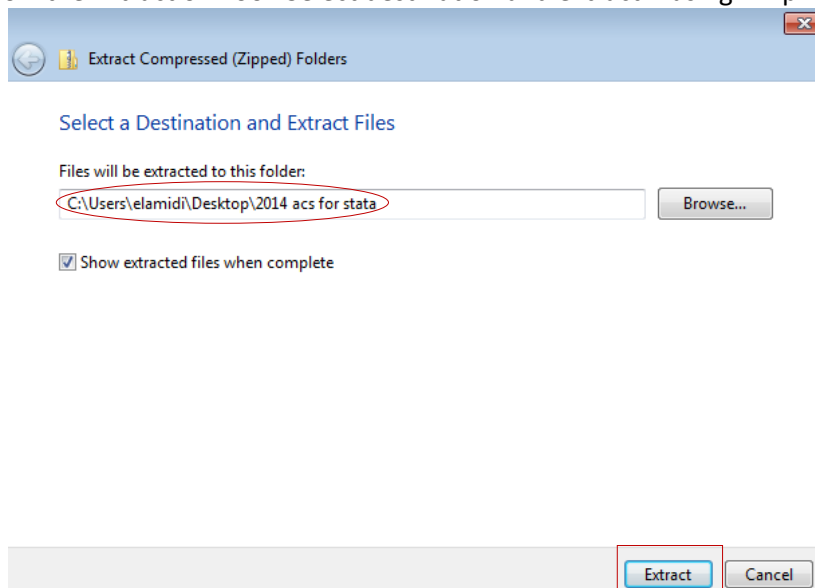 Extract Compressed (Zipped) Folders
Select a Destination and Extract Files
Files will be extracted to this folder:
C:\Users\elamidi\Desktop\2014 acs for stata
Browse...
Show extracted files when complete
Extract
Cancel